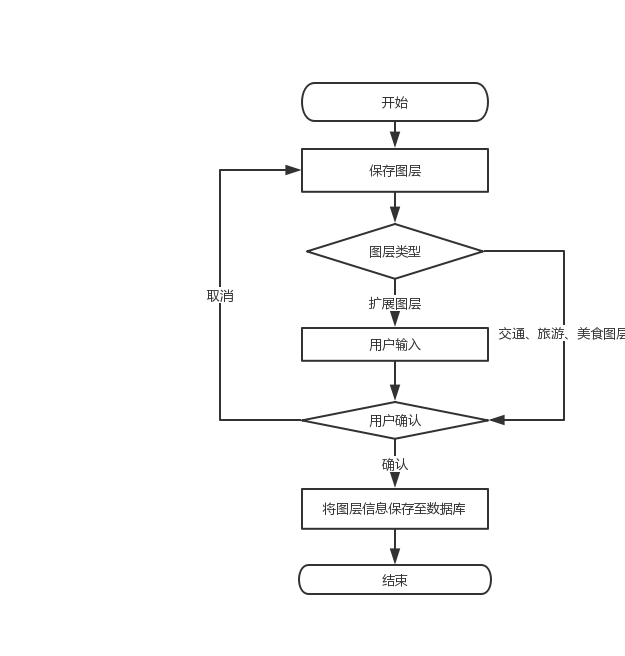 开始
保存图层
图层类型
取消
扩展图层
交通、旅游、美食图层
用户输入
用户确认
确认
将图层信息保存至数据库
结束